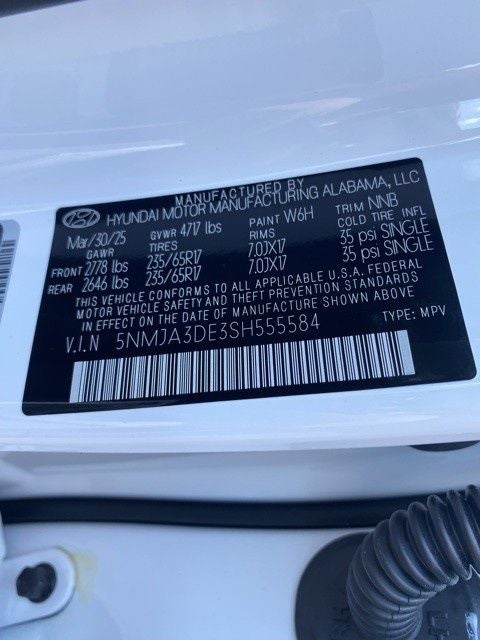 MANUFACTURED BY
HYUNDAI MOTOR MANUFACTURING ALABAMA, LLC
Mar/30/25 GVWR 4717 lbs PAINT W6H TRIM NNB
GAWR TIRES RIMS COLD TIRE INFL
FRONT 2778 lbs 235/65R17 7.0JX17 35 psi SINGLE
REAR 2646 lbs 235/65R17 7.0JX17 35 psi SINGLE
THIS VEHICLE CONFORMS TO ALL APPLICABLE U.S.A. FEDERAL
MOTOR VEHICLE SAFETY AND THEFT PREVENTION STANDARDS
IN EFFECT ON THE DATE OF MANUFACTURE SHOWN ABOVE.
V.I.N 5NMJA3DE3SH555584 TYPE: MPV